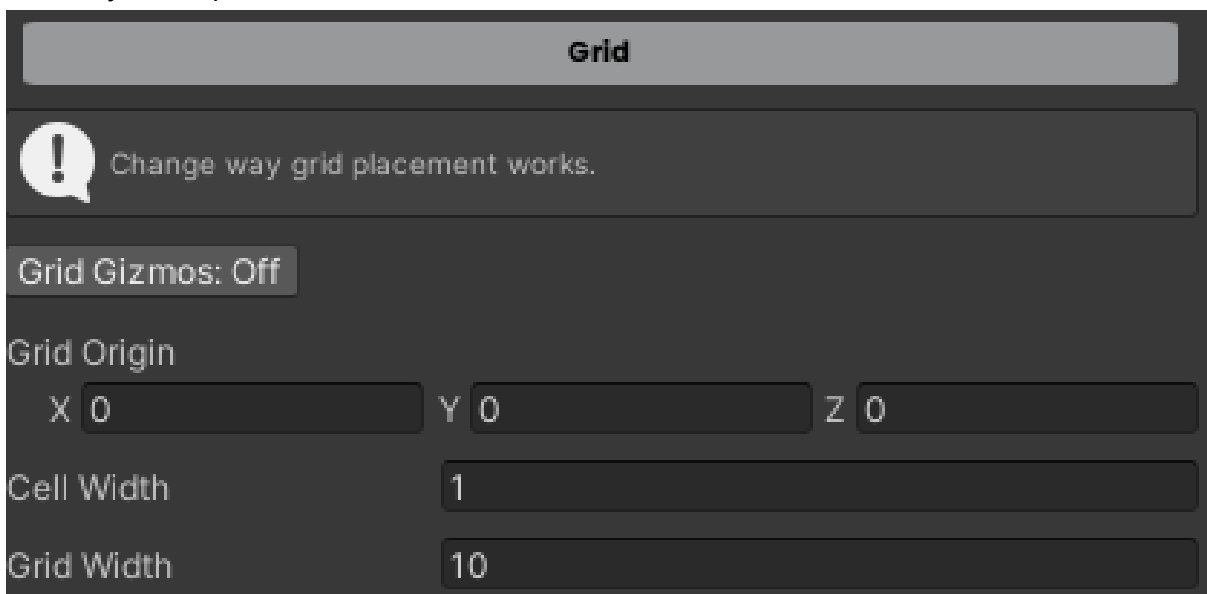 Grid
Change way grid placement works.
Grid Gizmos: Off
Grid Origin
X 0 Y 0 Z 0
Cell Width 1
Grid Width 10